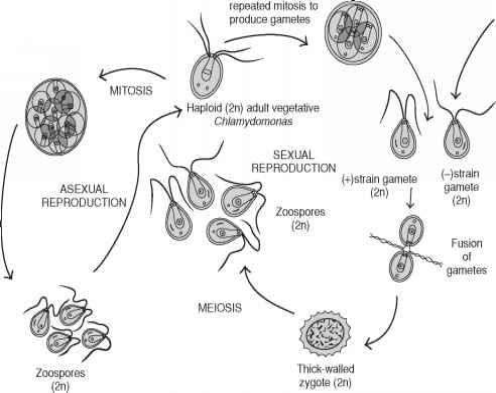 repeated mitosis to
produce gametes
MITOSIS
Haploid (2n) adult vegetative
Chlamydomonas
SEXUAL
REPRODUCTION
(+)strain gamete
(2n)
(–)strain
gamete
(2n)
ASEXUAL
REPRODUCTION
Zoospores
(2n)
Fusion
of
gametes
MEIOSIS
Thick-walled
zygote (2n)
Zoospores
(2n)